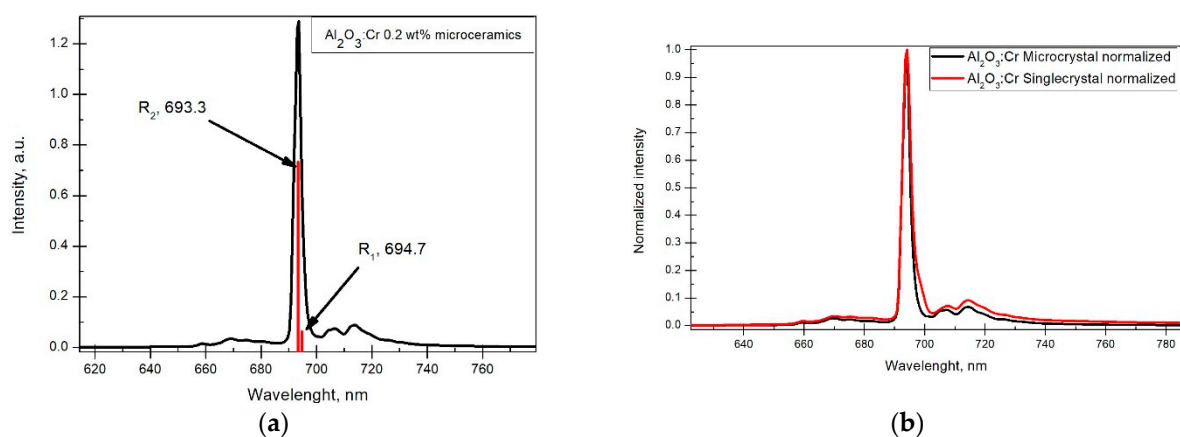 Al₂O₃:Cr 0.2 wt% microceramics
R₂, 693.3
R₁, 694.7
Intensity, a.u.
1.2
1.0
0.8
0.6
0.4
0.2
0.0
620 640 660 680 700 720 740 760
Wavelenght, nm
(a)
Al₂O₃:Cr Microcrystal normalized
Al₂O₃:Cr Singlecrystal normalized
Normalized intensity
1.0
0.9
0.8
0.7
0.6
0.5
0.4
0.3
0.2
0.1
0.0
640 660 680 700 720 740 760 780
Wavelenght, nm
(b)